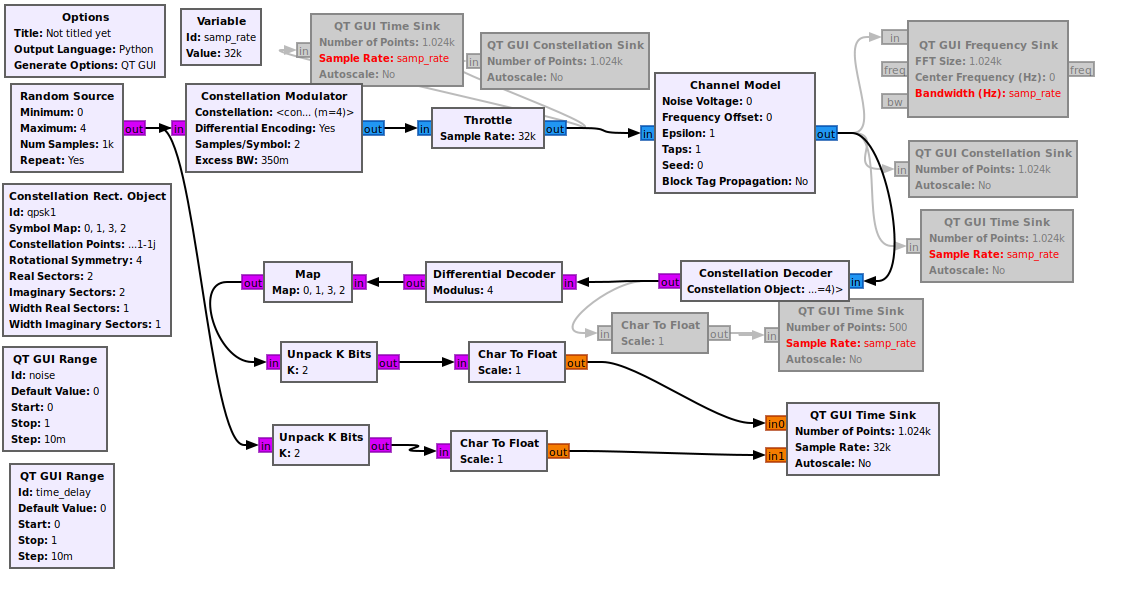 Options
Title: Not titled yet
Output Language: Python
Generate Options: QT GUI
Variable
Id: samp_rate
Value: 32k
QT GUI Time Sink
Number of Points: 1.024k
Sample Rate: samp_rate
Autoscale: No
in
QT GUI Constellation Sink
Number of Points: 1.024k
Autoscale: No
in
QT GUI Frequency Sink
FFT Size: 1.024k
Center Frequency (Hz): 0
Bandwidth (Hz): samp_rate
in
freq
bw
freq
Random Source
Minimum: 0
Maximum: 4
Num Samples: 1k
Repeat: Yes
out
in
Constellation Modulator
Constellation: <con... (m=4)>
Differential Encoding: Yes
Samples/Symbol: 2
Excess BW: 350m
out
in
Throttle
Sample Rate: 32k
out
in
Channel Model
Noise Voltage: 0
Frequency Offset: 0
Epsilon: 1
Taps: 1
Seed: 0
Block Tag Propagation: No
out
QT GUI Constellation Sink
Number of Points: 1.024k
Autoscale: No
in
QT GUI Time Sink
Number of Points: 1.024k
Sample Rate: samp_rate
Autoscale: No
in
Constellation Rect. Object
Id: qpsk1
Symbol Map: 0, 1, 3, 2
Constellation Points: ...1-1j
Rotational Symmetry: 4
Real Sectors: 2
Imaginary Sectors: 2
Width Real Sectors: 1
Width Imaginary Sectors: 1
out
Map
Map: 0, 1, 3, 2
in
out
Differential Decoder
Modulus: 4
in
out
Constellation Decoder
Constellation Object: ...=4)>
in
in
Char To Float
Scale: 1
out
in
QT GUI Time Sink
Number of Points: 500
Sample Rate: samp_rate
Autoscale: No
QT GUI Range
Id: noise
Default Value: 0
Start: 0
Stop: 1
Step: 10m
in
Unpack K Bits
K: 2
out
in
Char To Float
Scale: 1
out
in
Unpack K Bits
K: 2
out
in
Char To Float
Scale: 1
out
in0
in1
QT GUI Time Sink
Number of Points: 1.024k
Sample Rate: 32k
Autoscale: No
QT GUI Range
Id: time_delay
Default Value: 0
Start: 0
Stop: 1
Step: 10m